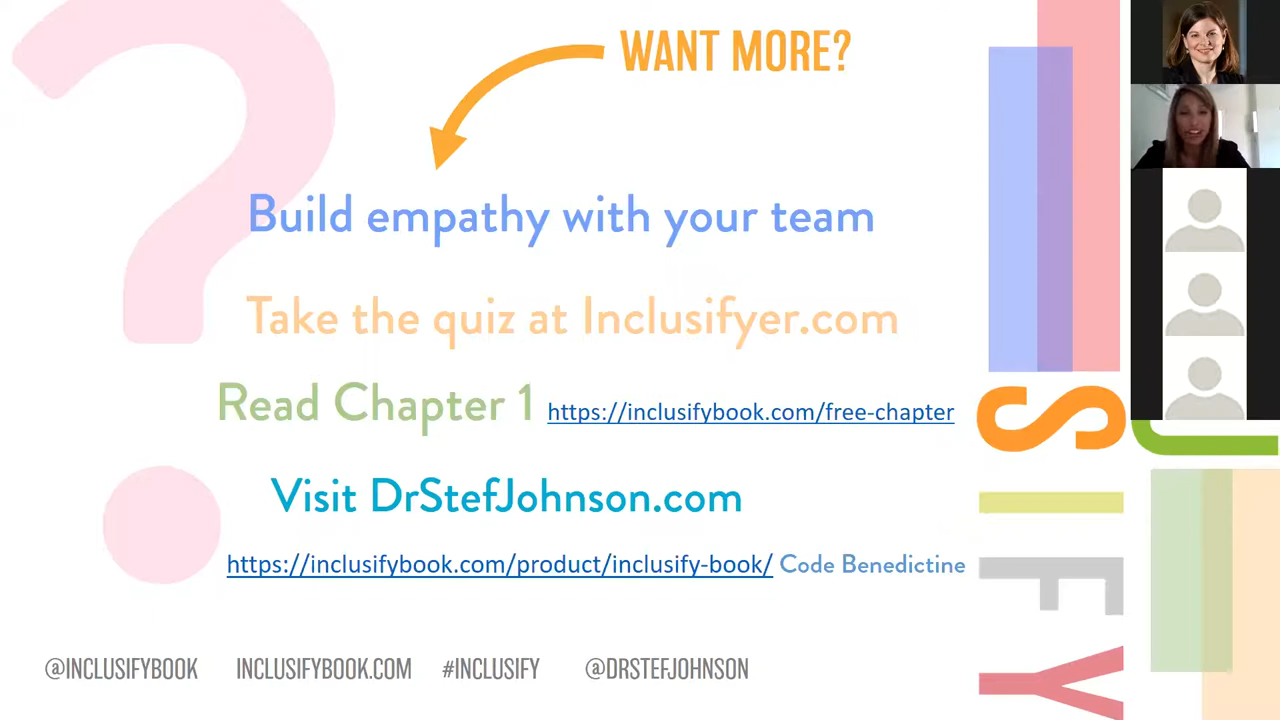 WANT MORE?
Build empathy with your team
Take the quiz at Inclusifyer.com
Read Chapter 1 https://inclusifybook.com/free-chapter
Visit DrStefJohnson.com
https://inclusifybook.com/product/inclusify-book/ Code Benedictine
@INCLUSIFYBOOK INCLUSIFYBOOK.COM #INCLUSIFY @DRSTEFJOHNSON
SIFY